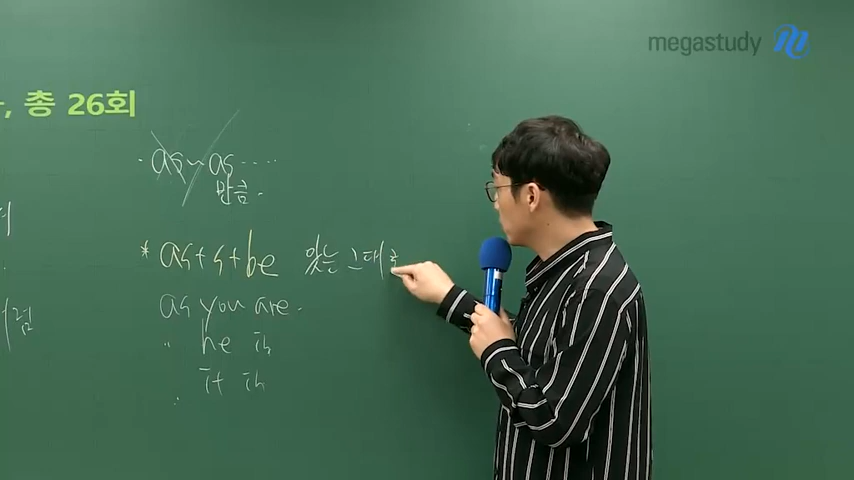 megastudy
, 총 26회
· as ~ as ....
만큼.
* as + s + be 있는 그대로
as you are.
" he is
· it is